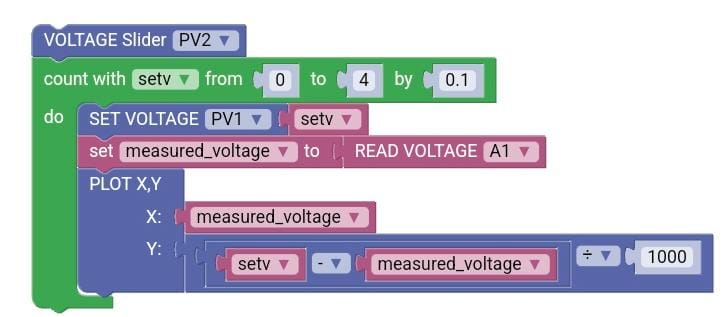 VOLTAGE Slider PV2 ▼
count with setv ▼ from 0 to 4 by 0.1
do SET VOLTAGE PV1 ▼ setv ▼
set measured_voltage ▼ to READ VOLTAGE A1 ▼
PLOT X,Y
X: measured_voltage ▼
Y: setv ▼ - ▼ measured_voltage ▼ ÷ ▼ 1000